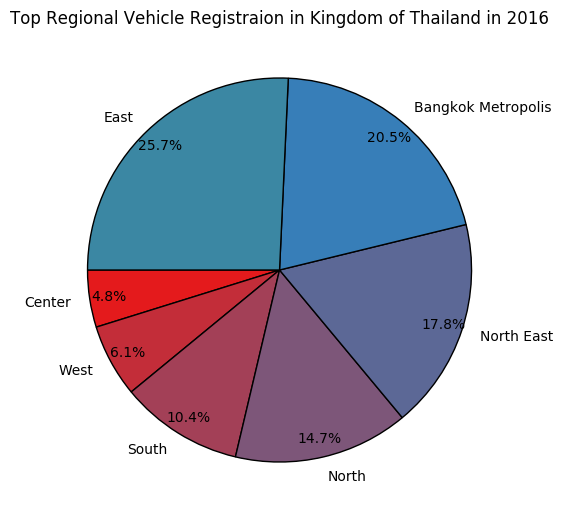 Top Regional Vehicle Registraion in Kingdom of Thailand in 2016
East
25.7%
Bangkok Metropolis
20.5%
North East
17.8%
North
14.7%
South
10.4%
West
6.1%
Center
4.8%